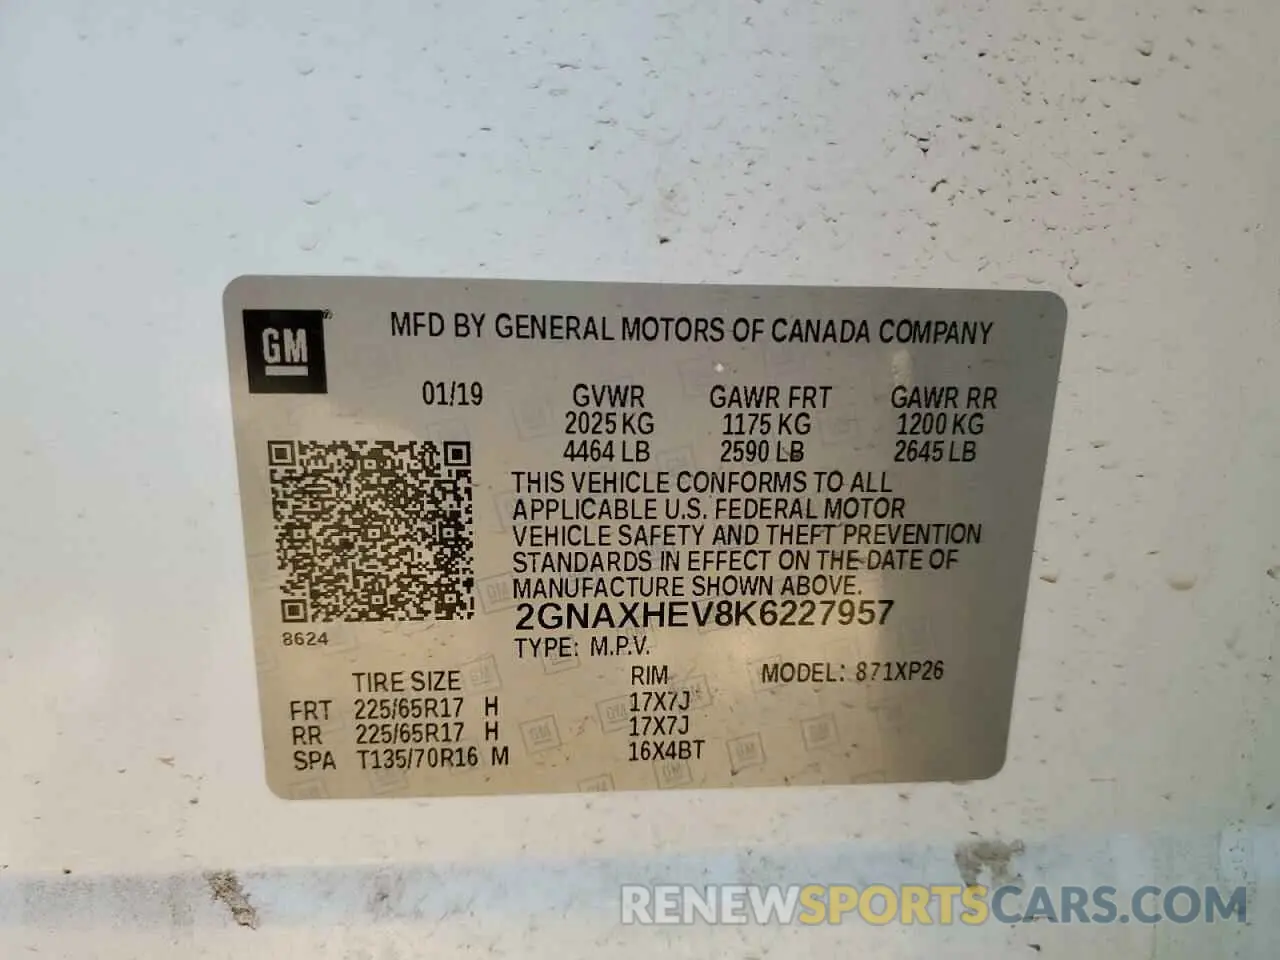 GM®
MFD BY GENERAL MOTORS OF CANADA COMPANY
01/19 GVWR GAWR FRT GAWR RR
2025 KG 1175 KG 1200 KG
4464 LB 2590 LB 2645 LB
THIS VEHICLE CONFORMS TO ALL
APPLICABLE U.S. FEDERAL MOTOR
VEHICLE SAFETY AND THEFT PREVENTION
STANDARDS IN EFFECT ON THE DATE OF
MANUFACTURE SHOWN ABOVE.
2GNAXHEV8K6227957
8624
TYPE: M.P.V.
TIRE SIZE RIM MODEL: 871XP26
FRT 225/65R17 H 17X7J
RR 225/65R17 H 17X7J
SPA T135/70R16 M 16X4BT
RENEWSPORTSCARS.COM